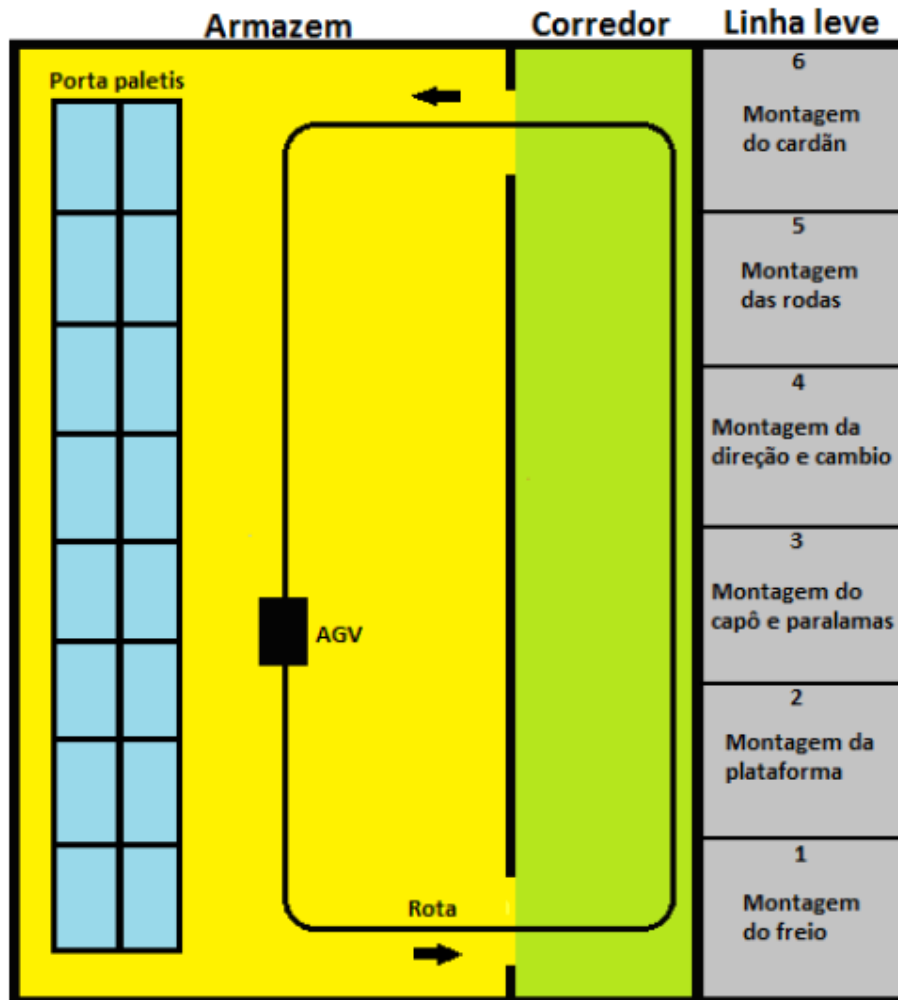 Armazem
Corredor
Linha leve
Porta paletis
6
Montagem
do cardãn
5
Montagem
das rodas
4
Montagem da
direção e cambio
3
Montagem do
capô e paralamas
AGV
2
Montagem da
plataforma
1
Montagem
do freio
Rota